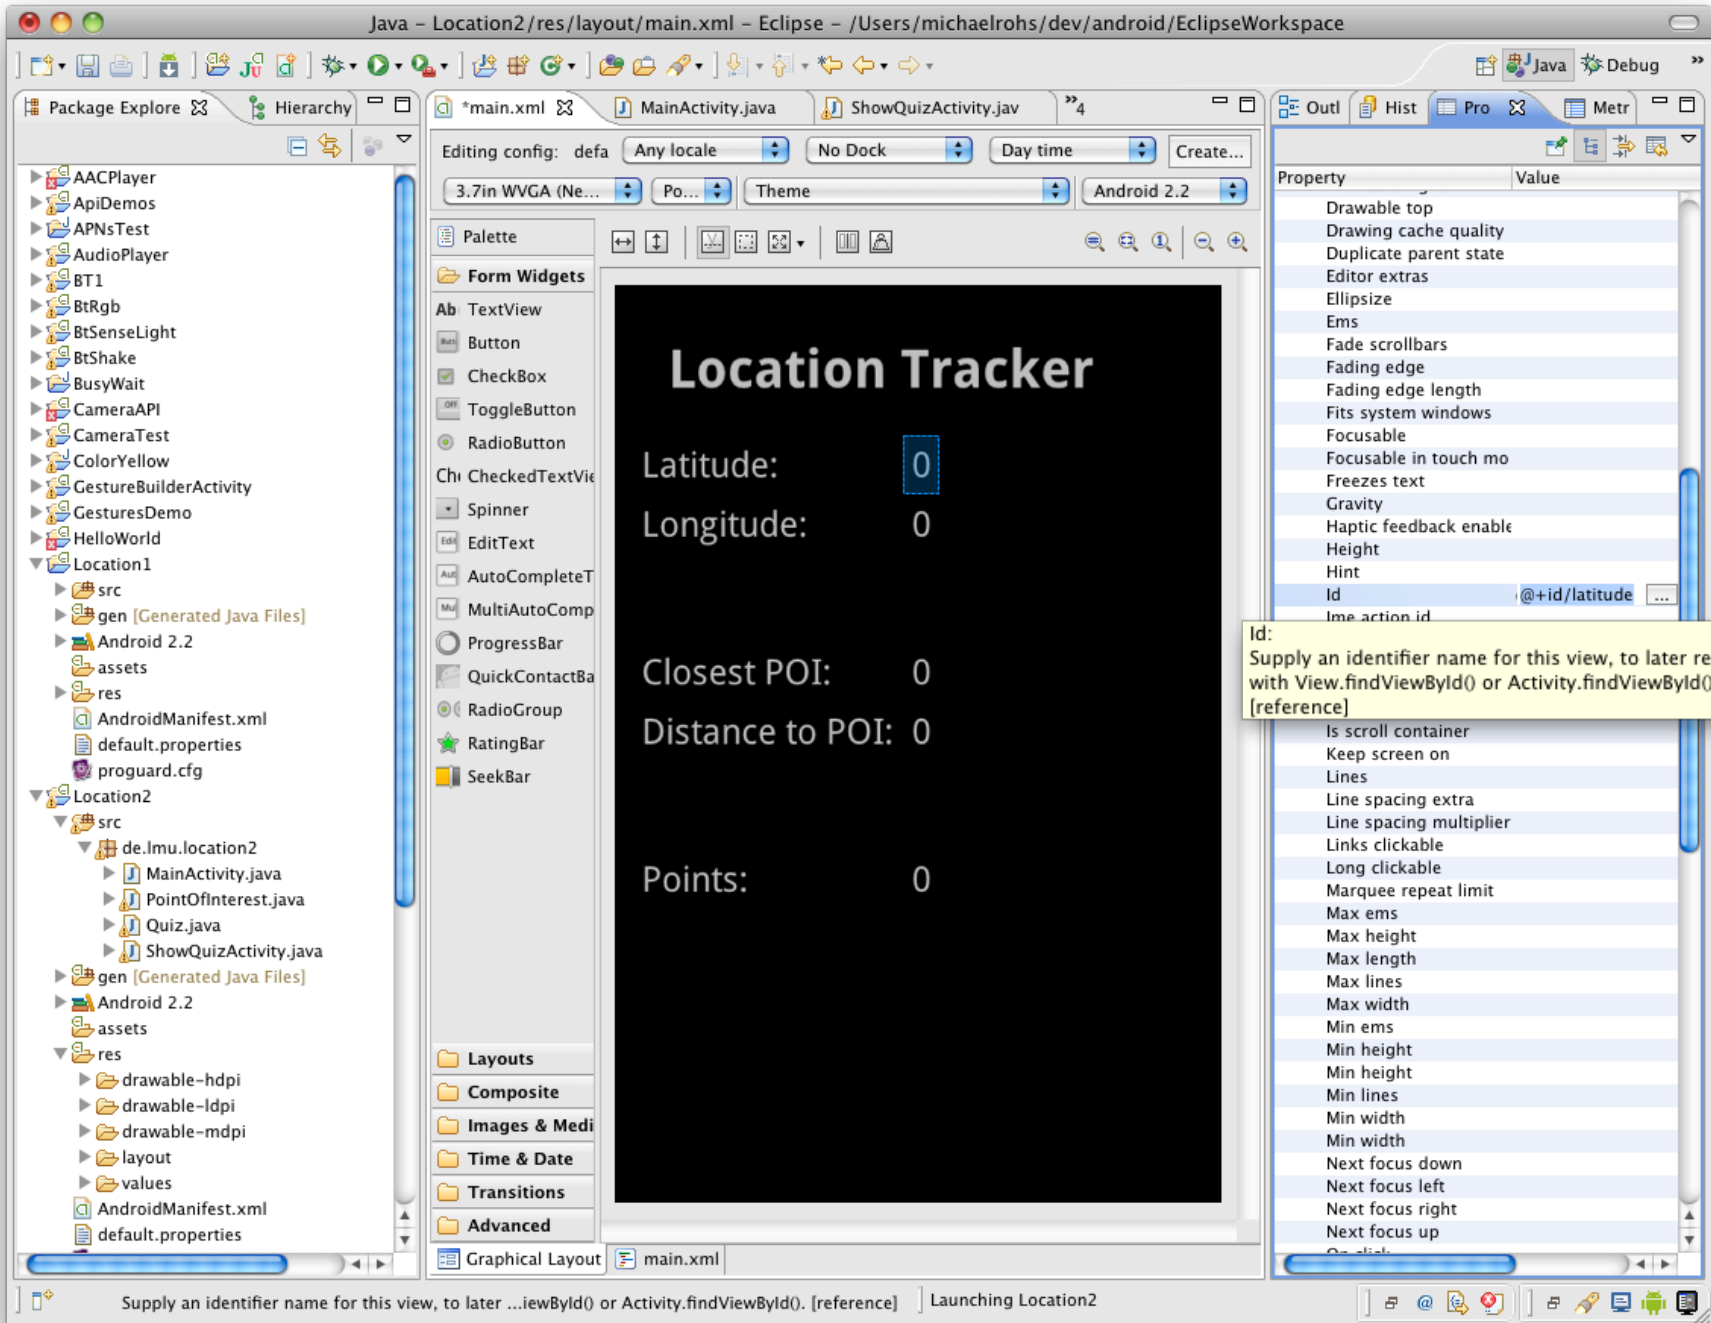 Java – Location2/res/layout/main.xml – Eclipse – /Users/michaelrohs/dev/android/EclipseWorkspace
Java
Debug
Package Explore
Hierarchy
AACPlayer
ApiDemos
APNsTest
AudioPlayer
BT1
BtRgb
BtSenseLight
BtShake
BusyWait
CameraAPI
CameraTest
ColorYellow
GestureBuilderActivity
GesturesDemo
HelloWorld
Location1
src
gen [Generated Java Files]
Android 2.2
assets
res
AndroidManifest.xml
default.properties
proguard.cfg
Location2
src
de.lmu.location2
MainActivity.java
PointOfInterest.java
Quiz.java
ShowQuizActivity.java
gen [Generated Java Files]
Android 2.2
assets
res
drawable-hdpi
drawable-ldpi
drawable-mdpi
layout
values
AndroidManifest.xml
default.properties
*main.xml
MainActivity.java
ShowQuizActivity.jav
»4
Editing config: defa
Any locale
No Dock
Day time
Create...
3.7in WVGA (Ne...
Po...
Theme
Android 2.2
Palette
Form Widgets
Ab TextView
Button
CheckBox
ToggleButton
RadioButton
CheckedTextVie
Spinner
EditText
AutoCompleteT
MultiAutoComp
ProgressBar
QuickContactBa
RadioGroup
RatingBar
SeekBar
Layouts
Composite
Images & Medi
Time & Date
Transitions
Advanced
Location Tracker
Latitude: 0
Longitude: 0
Closest POI: 0
Distance to POI: 0
Points: 0
Graphical Layout
main.xml
Outl
Hist
Pro
Metr
Property Value
Drawable top
Drawing cache quality
Duplicate parent state
Editor extras
Ellipsize
Ems
Fade scrollbars
Fading edge
Fading edge length
Fits system windows
Focusable
Focusable in touch mo
Freezes text
Gravity
Haptic feedback enable
Height
Hint
Id @+id/latitude ...
Ime action id
Id:
Supply an identifier name for this view, to later re
with View.findViewById() or Activity.findViewById()
[reference]
Is scroll container
Keep screen on
Lines
Line spacing extra
Line spacing multiplier
Links clickable
Long clickable
Marquee repeat limit
Max ems
Max height
Max length
Max lines
Max width
Min ems
Min height
Min height
Min lines
Min width
Min width
Next focus down
Next focus left
Next focus right
Next focus up
On click
Supply an identifier name for this view, to later ...iewById() or Activity.findViewById(). [reference]
Launching Location2